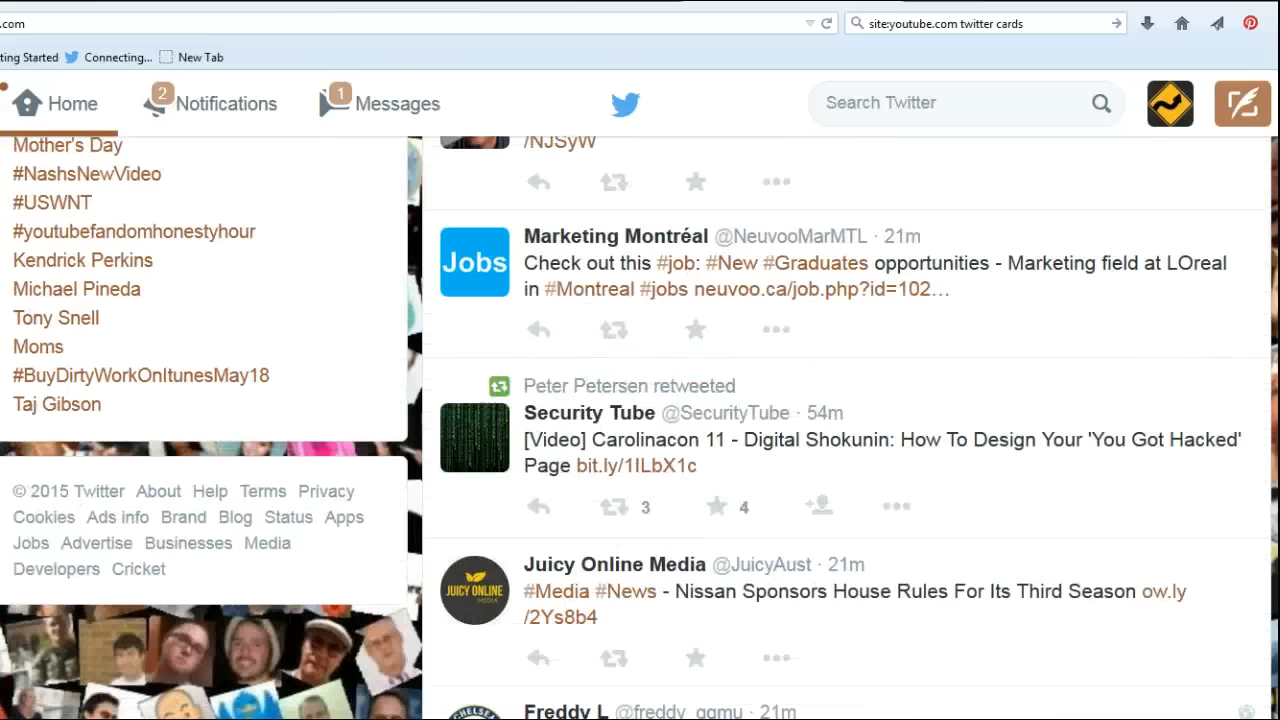 .com
site:youtube.com twitter cards
ting Started
Connecting...
New Tab
Home
2
Notifications
1
Messages
Search Twitter
Mother's Day
#NashsNewVideo
#USWNT
#youtubefandomhonestyhour
Kendrick Perkins
Michael Pineda
Tony Snell
Moms
#BuyDirtyWorkOnItunesMay18
Taj Gibson
© 2015 Twitter About Help Terms Privacy
Cookies Ads info Brand Blog Status Apps
Jobs Advertise Businesses Media
Developers Cricket
/NJSyW
Jobs
Marketing Montréal @NeuvooMarMTL · 21m
Check out this #job: #New #Graduates opportunities - Marketing field at LOreal
in #Montreal #jobs neuvoo.ca/job.php?id=102…
Peter Petersen retweeted
Security Tube @SecurityTube · 54m
[Video] Carolinacon 11 - Digital Shokunin: How To Design Your 'You Got Hacked'
Page bit.ly/1ILbX1c
3
4
JUICY ONLINE
MEDIA
Juicy Online Media @JuicyAust · 21m
#Media #News - Nissan Sponsors House Rules For Its Third Season ow.ly
/2Ys8b4
CHELSEA
Freddy L @freddy_ggmu · 21m